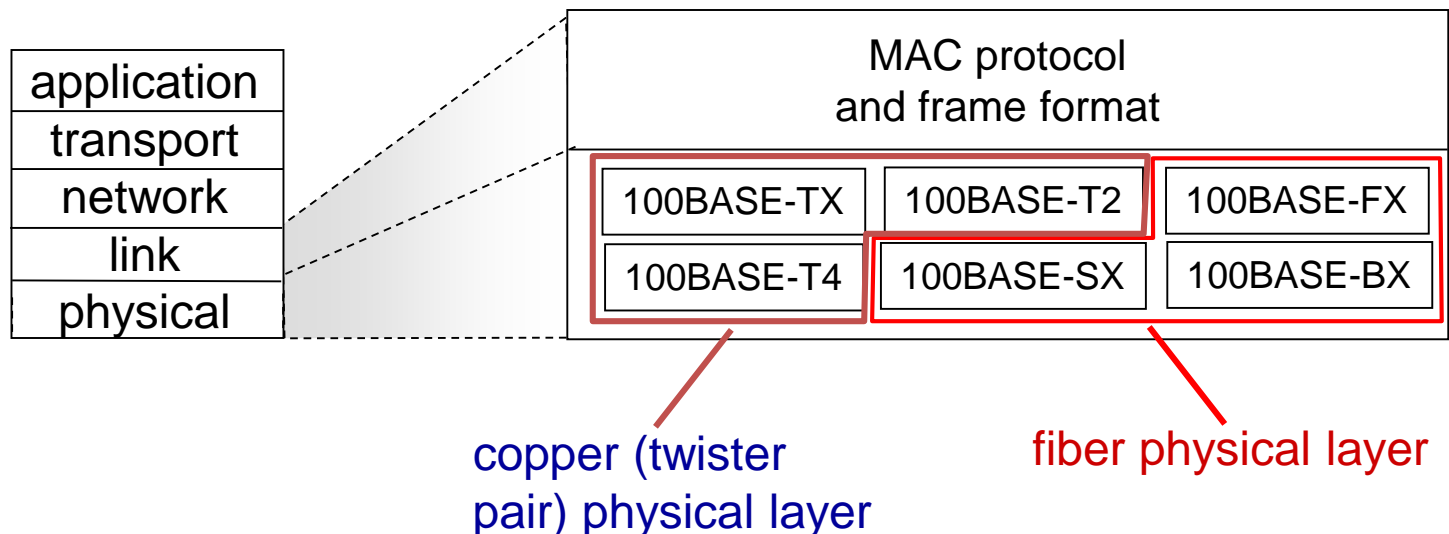 application
transport
network
link
physical
MAC protocol
and frame format
100BASE-TX
100BASE-T2
100BASE-FX
100BASE-T4
100BASE-SX
100BASE-BX
copper (twister
pair) physical layer
fiber physical layer